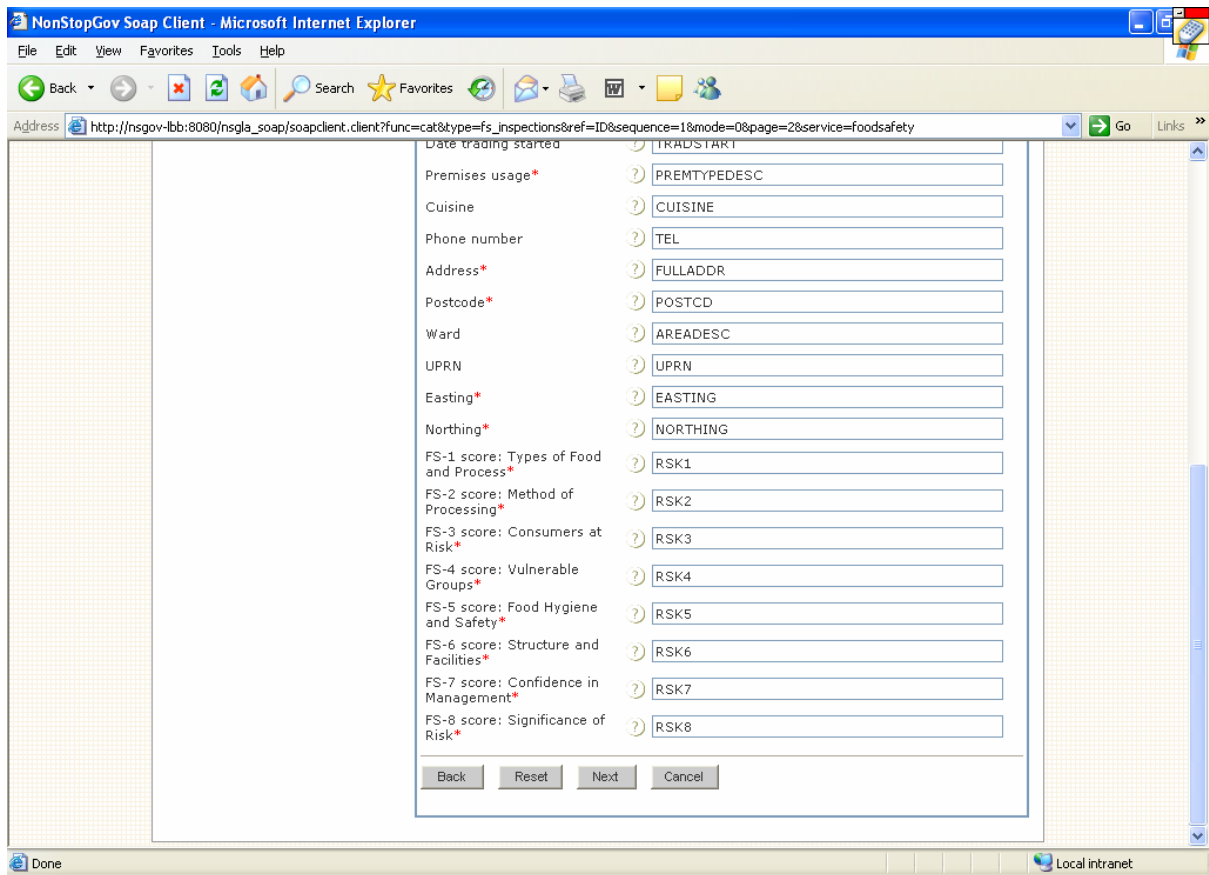 NonStopGov Soap Client - Microsoft Internet Explorer
File Edit View Favorites Tools Help
Back Search Favorites
Address http://nsgov-lbb:8080/nsgla_soap/soapclient.client?func=cat&type=fs_inspections&ref=ID&sequence=1&mode=0&page=2&service=foodsafety Go Links »
Date trading started ? TRADSTART
Premises usage* ? PREMTYPEDESC
Cuisine ? CUISINE
Phone number ? TEL
Address* ? FULLADDR
Postcode* ? POSTCD
Ward ? AREADESC
UPRN ? UPRN
Easting* ? EASTING
Northing* ? NORTHING
FS-1 score: Types of Food
and Process* ? RSK1
FS-2 score: Method of
Processing* ? RSK2
FS-3 score: Consumers at
Risk* ? RSK3
FS-4 score: Vulnerable
Groups* ? RSK4
FS-5 score: Food Hygiene
and Safety* ? RSK5
FS-6 score: Structure and
Facilities* ? RSK6
FS-7 score: Confidence in
Management* ? RSK7
FS-8 score: Significance of
Risk* ? RSK8
Back Reset Next Cancel
Done Local intranet